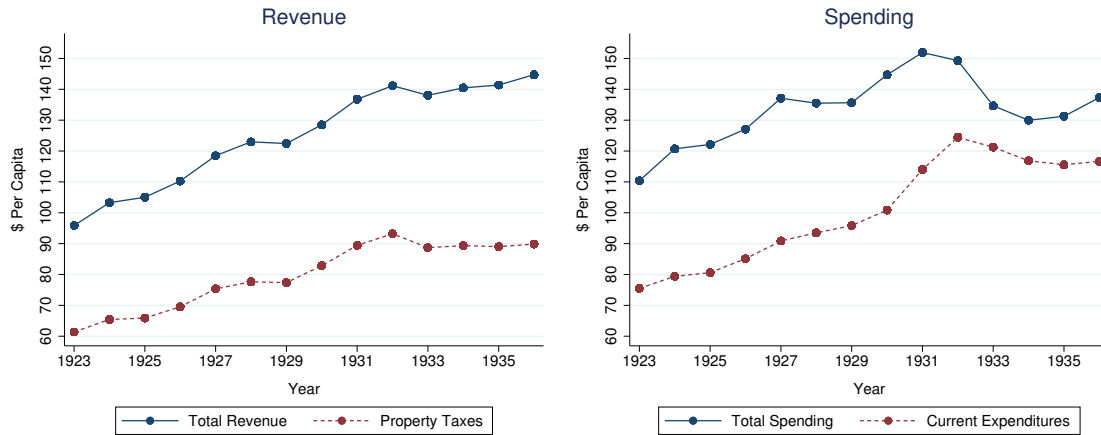 Revenue
150
140
130
120
110
100
90
80
70
60
$ Per Capita
1923 1925 1927 1929 1931 1933 1935
Year
Total Revenue Property Taxes
Spending
150
140
130
120
110
100
90
80
70
60
$ Per Capita
1923 1925 1927 1929 1931 1933 1935
Year
Total Spending Current Expenditures